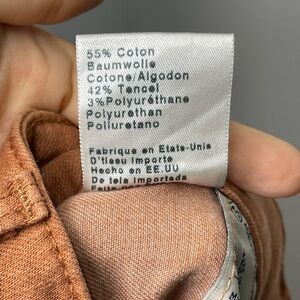 55% Coton
Baumwolle
Cotone/Algodon
42% Tencel
3%Polyuréthane
Polyurethan
Poliuretano
Fabrique en Etats-Unis
D'tissu Importe
Hecho en EE.UU
De tela importada